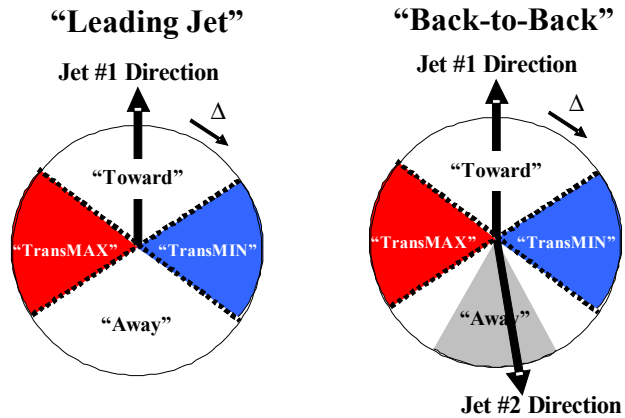 “Leading Jet”
Jet #1 Direction
Δ
“Toward”
“TransMAX”
“TransMIN”
“Away”
“Back-to-Back”
Jet #1 Direction
Δ
“Toward”
“TransMAX”
“TransMIN”
“Away”
Jet #2 Direction